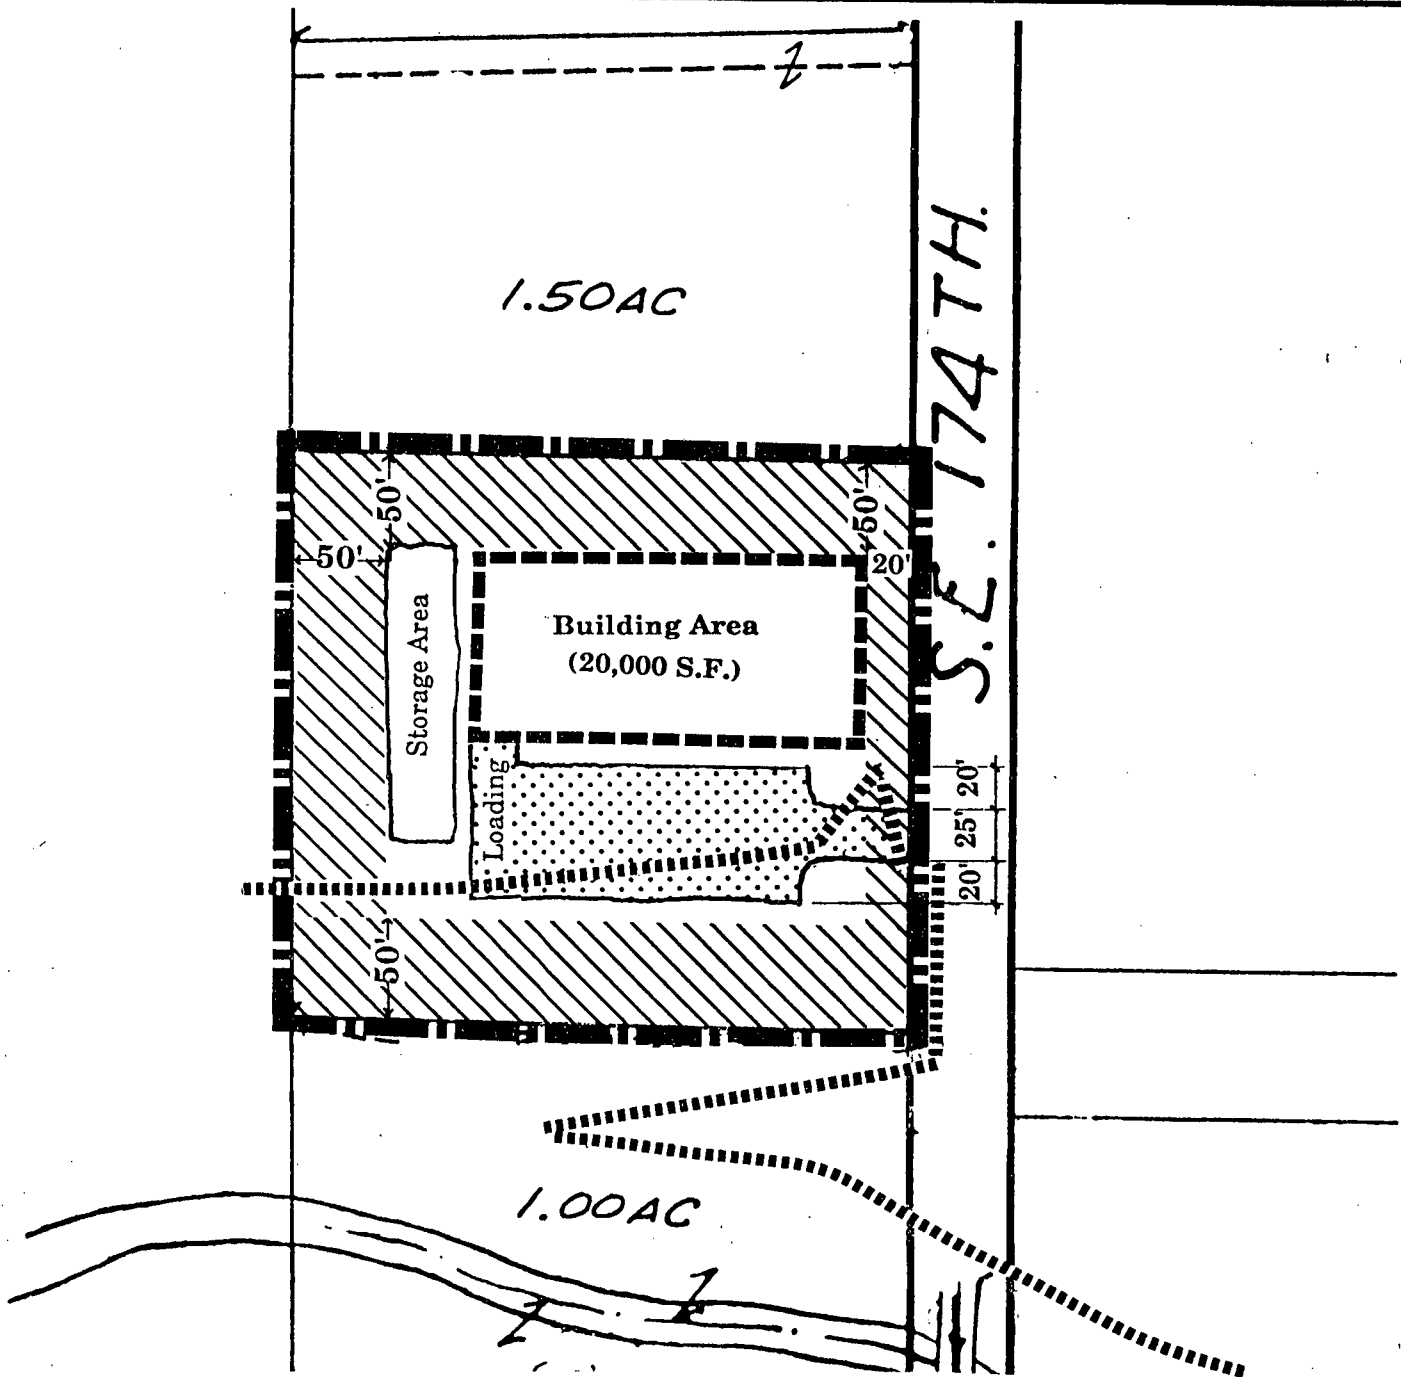 1.50AC
S.E. 174TH.
50'
50'
50'
20'
Building Area
(20,000 S.F.)
Storage Area
Loading
20'
25'
20'
50'
1.00AC